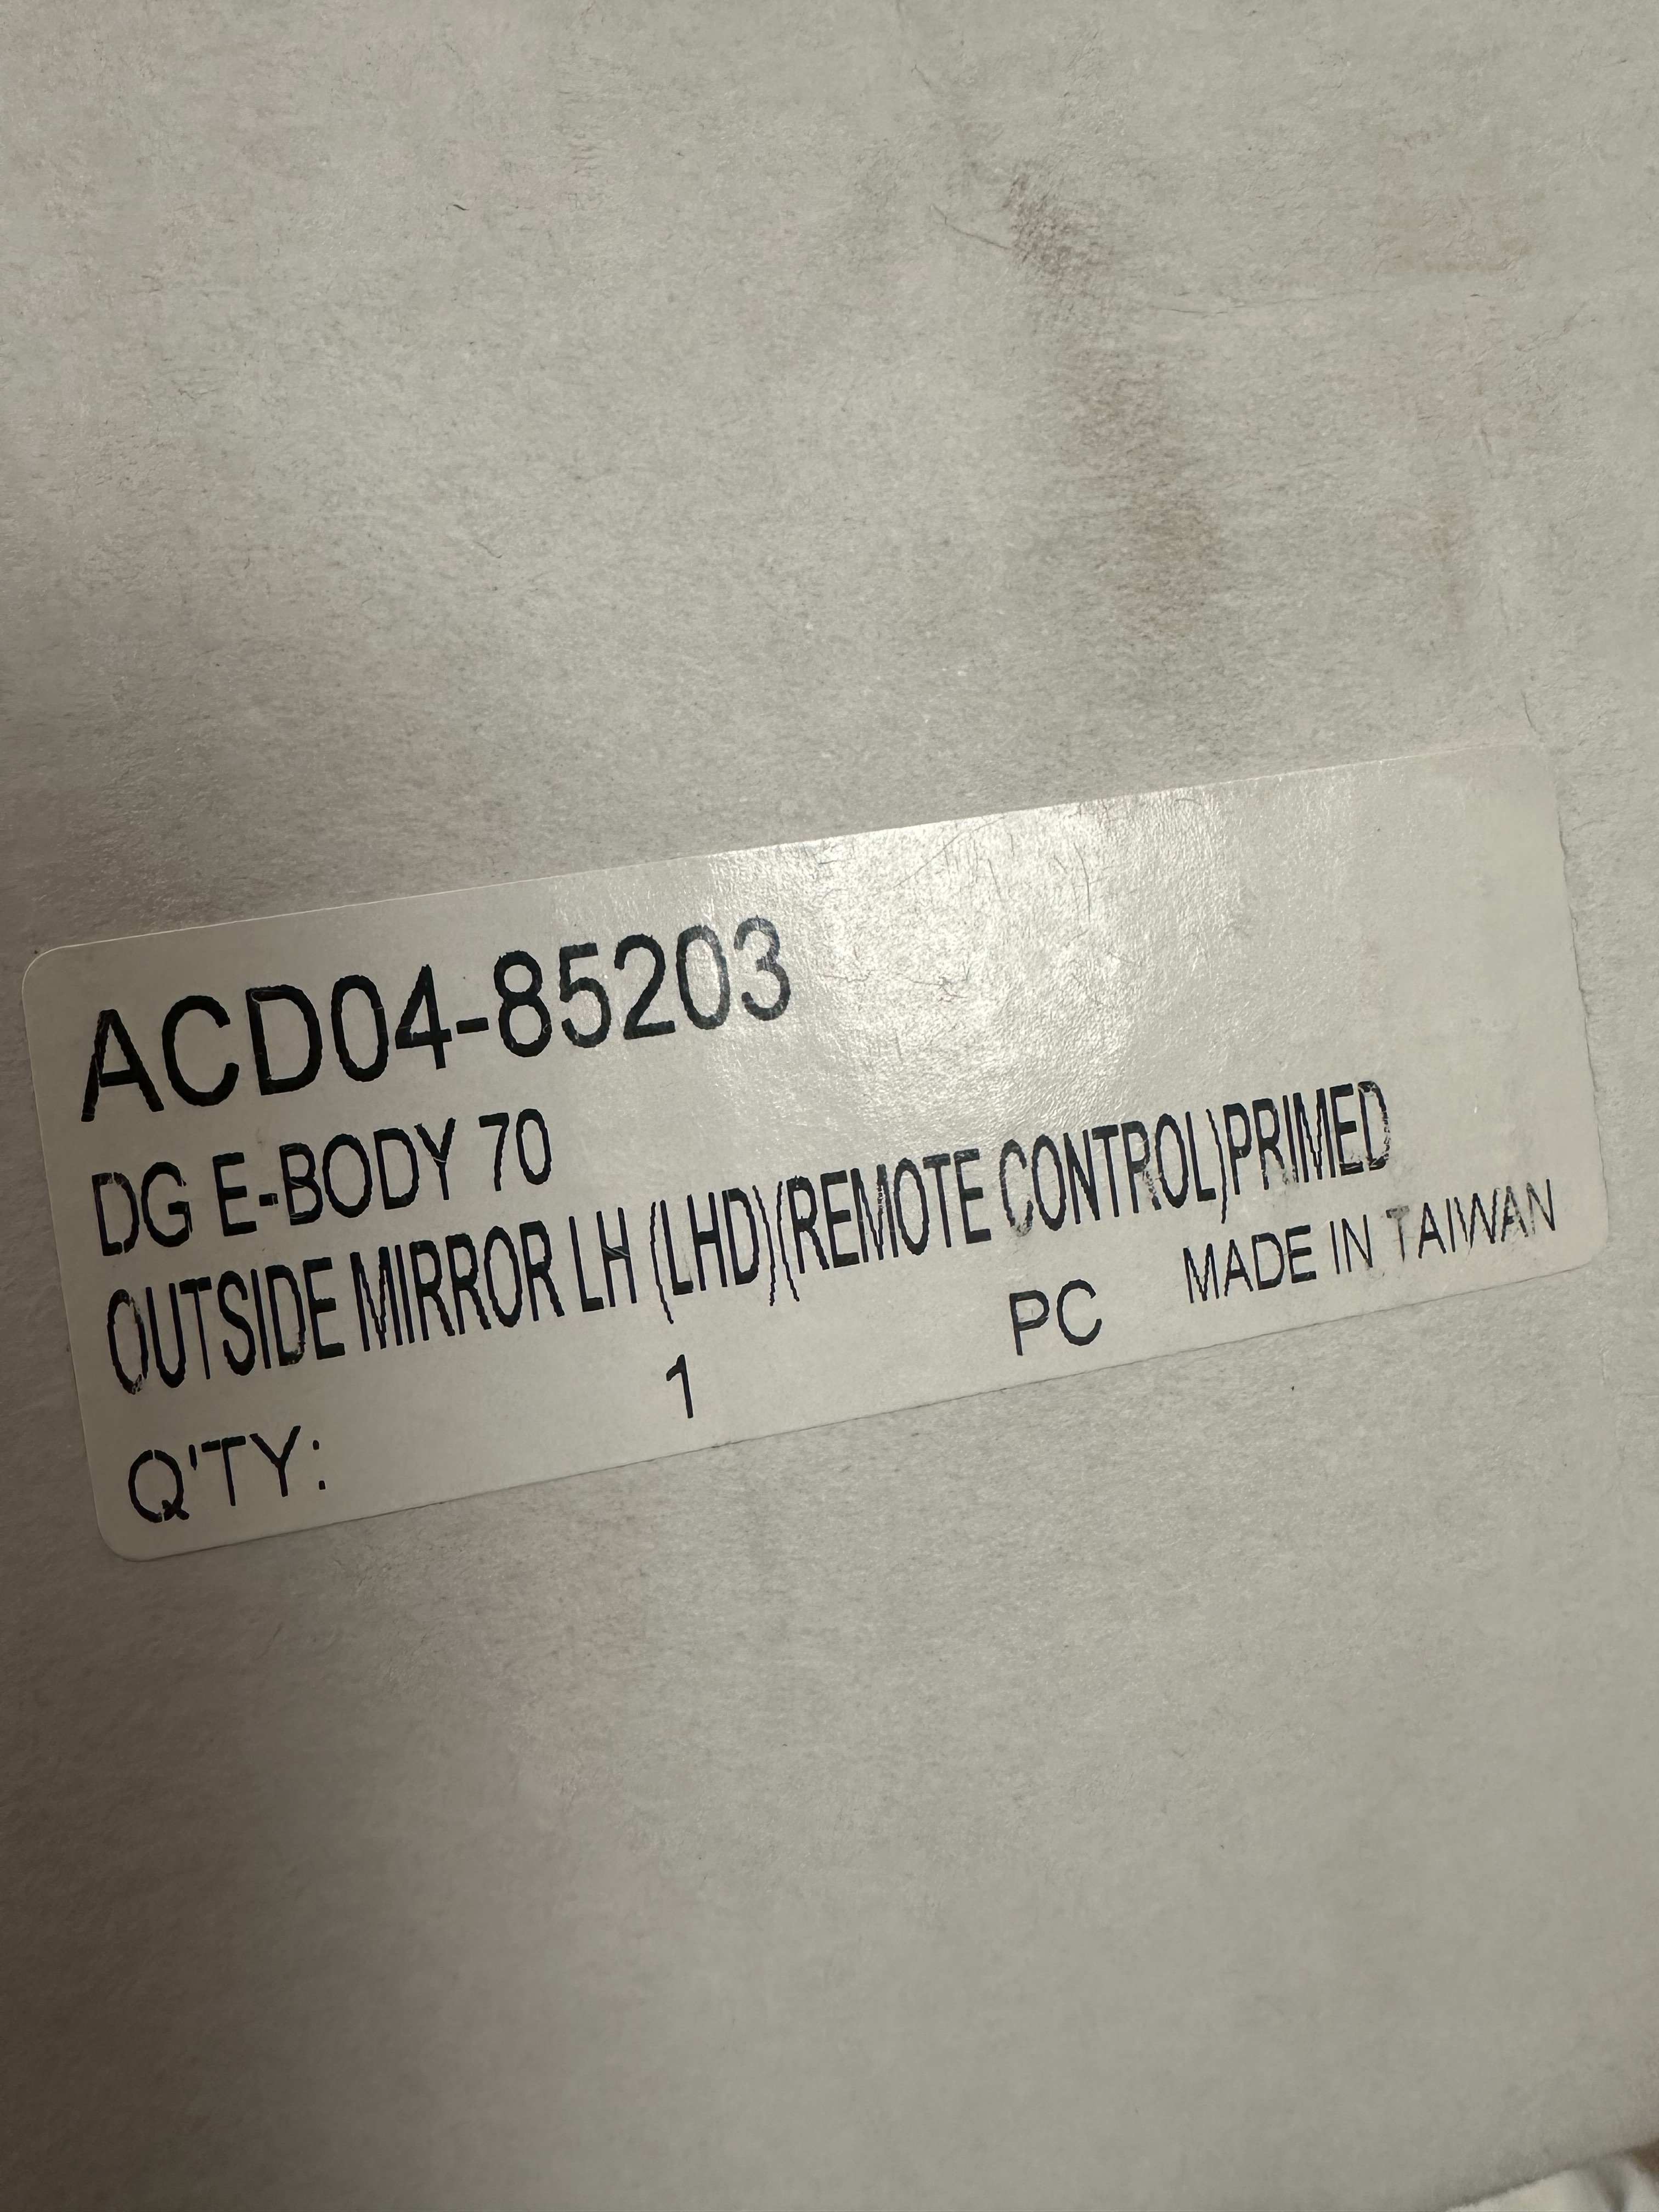 ACD04-85203
DG E-BODY 70
OUTSIDE MIRROR LH (LHD)(REMOTE CONTROL)PRIMED
Q'TY: 1 PC MADE IN TAIWAN